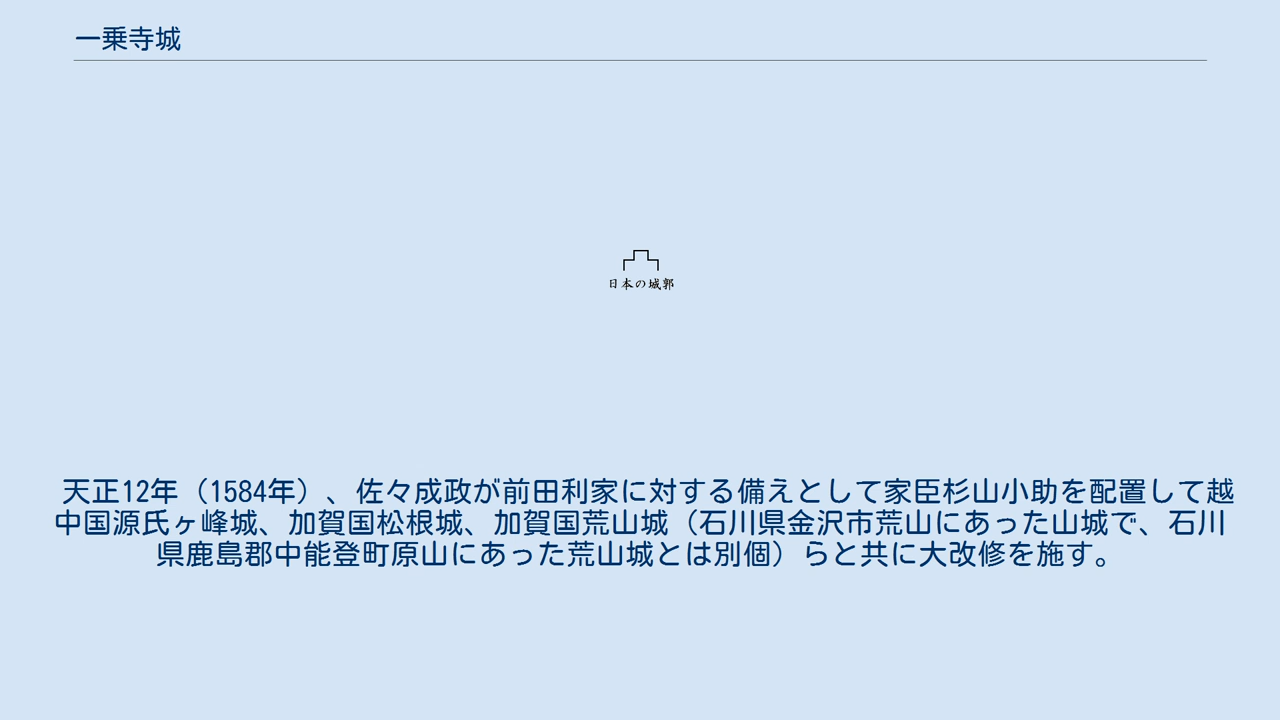 一乗寺城
日本の城郭
天正12年（1584年）、佐々成政が前田利家に対する備えとして家臣杉山小助を配置して越
中国源氏ヶ峰城、加賀国松根城、加賀国荒山城（石川県金沢市荒山にあった山城で、石川
県鹿島郡中能登町原山にあった荒山城とは別個）らと共に大改修を施す。